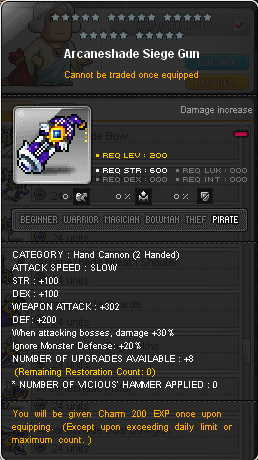 Arcaneshade Siege Gun
Cannot be traded once equipped
Damage increase
REQ LEV : 200
REQ STR : 600 REQ LUK : 000
REQ DEX : 000 REQ INT : 000
0 0 % 0 %
BEGINNER WARRIOR MAGICIAN BOWMAN THIEF PIRATE
CATEGORY : Hand Cannon (2 Handed)
ATTACK SPEED : SLOW
STR : +100
DEX : +100
WEAPON ATTACK : +302
DEF: +200
When attacking bosses, damage +30%
Ignore Monster Defense: +20%
NUMBER OF UPGRADES AVAILABLE : +8
(Remaining Restoration Count: 0)
* NUMBER OF VICIOUS' HAMMER APPLIED : 0
You will be given Charm 200 EXP once upon
equipping. (Except upon exceeding daily limit or
maximum count. )